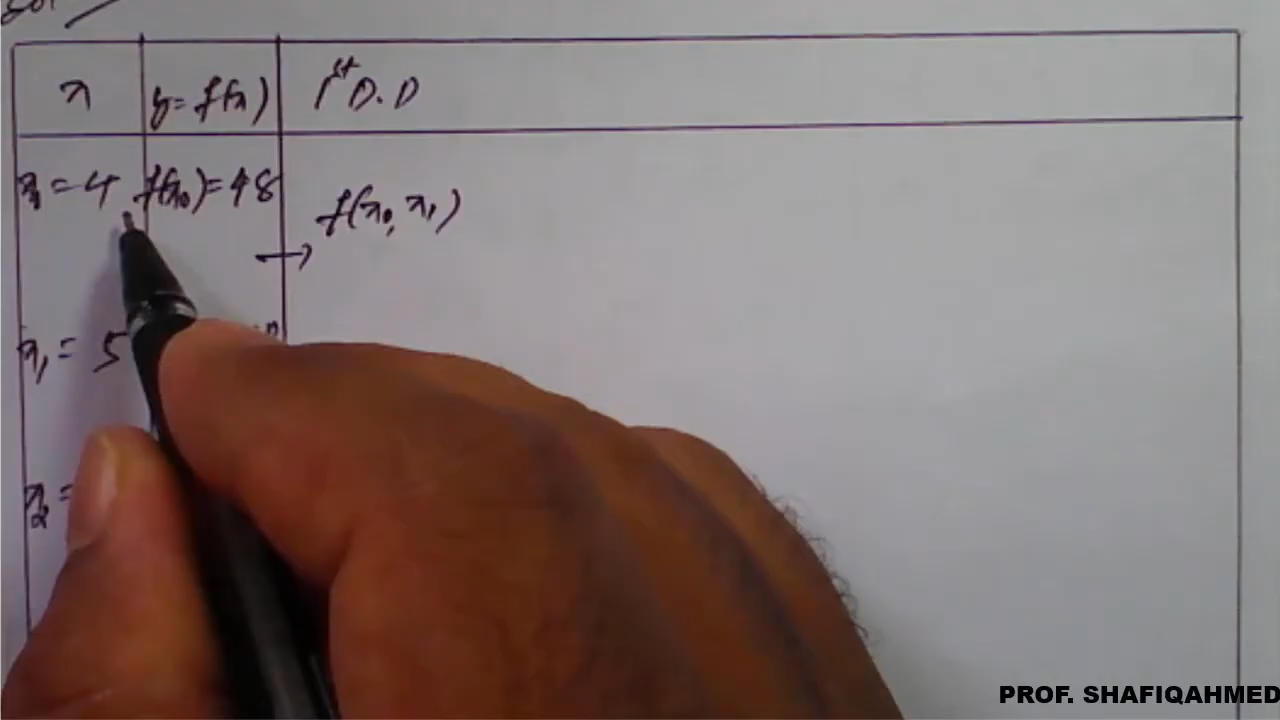 x y = f(x) 1st D.D
x0 = 4 f(x0) = 48
f(x0, x1)
→
x1 = 5
x2 =
PROF. SHAFIQAHMED